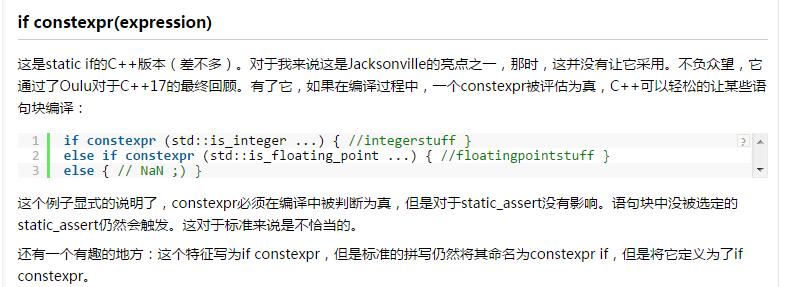 if constexpr(expression)
这是static if的C++版本（差不多）。对于我来说这是Jacksonville的亮点之一，那时，这并没有让它采用。不负众望，它
通过了Oulu对于C++17的最终回顾。有了它，如果在编译过程中，一个constexpr被评估为真，C++可以轻松的让某些语
句块编译：
1 if constexpr (std::is_integer ...) { //integerstuff }
2 else if constexpr (std::is_floating_point ...) { //floatingpointstuff }
3 else { // NaN ;) }
?
这个例子显式的说明了，constexpr必须在编译中被判断为真，但是对于static_assert没有影响。语句块中没被选定的
static_assert仍然会触发。这对于标准来说是不恰当的。
还有一个有趣的地方：这个特征写为if constexpr，但是标准的拼写仍然将其命名为constexpr if，但是将它定义为了if
constexpr。